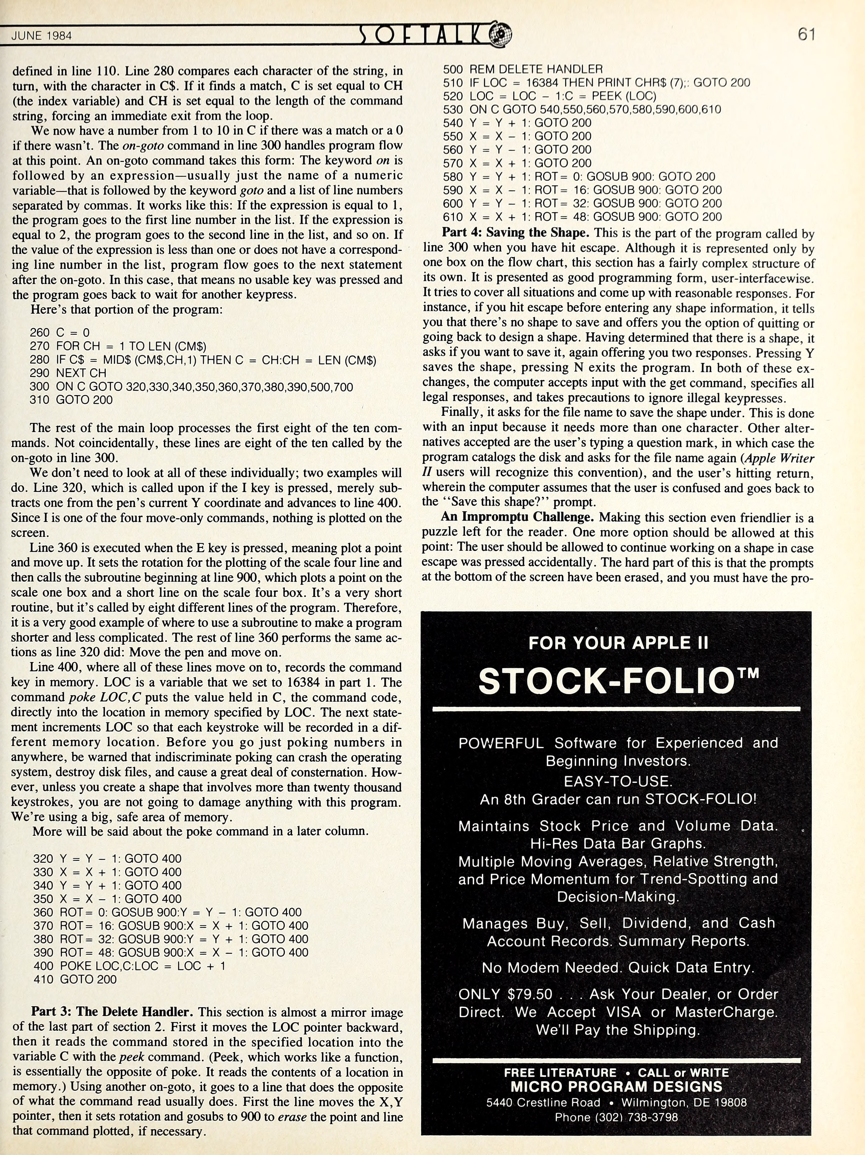 JUNE 1984
SOFTALK
61
defined in line 110. Line 280 compares each character of the string, in
turn, with the character in C$. If it finds a match, C is set equal to CH
(the index variable) and CH is set equal to the length of the command
string, forcing an immediate exit from the loop.
We now have a number from 1 to 10 in C if there was a match or a 0
if there wasn't. The on-goto command in line 300 handles program flow
at this point. An on-goto command takes this form: The keyword on is
followed by an expression—usually just the name of a numeric
variable—that is followed by the keyword goto and a list of line numbers
separated by commas. It works like this: If the expression is equal to 1,
the program goes to the first line number in the list. If the expression is
equal to 2, the program goes to the second line in the list, and so on. If
the value of the expression is less than one or does not have a correspond-
ing line number in the list, program flow goes to the next statement
after the on-goto. In this case, that means no usable key was pressed and
the program goes back to wait for another keypress.
Here's that portion of the program:
260 C = 0
270 FOR CH = 1 TO LEN (CM$)
280 IF C$ = MID$ (CM$,CH,1) THEN C = CH:CH = LEN (CM$)
290 NEXT CH
300 ON C GOTO 320,330,340,350,360,370,380,390,500,700
310 GOTO 200
The rest of the main loop processes the first eight of the ten com-
mands. Not coincidentally, these lines are eight of the ten called by the
on-goto in line 300.
We don't need to look at all of these individually; two examples will
do. Line 320, which is called upon if the I key is pressed, merely sub-
tracts one from the pen's current Y coordinate and advances to line 400.
Since I is one of the four move-only commands, nothing is plotted on the
screen.
Line 360 is executed when the E key is pressed, meaning plot a point
and move up. It sets the rotation for the plotting of the scale four line and
then calls the subroutine beginning at line 900, which plots a point on the
scale one box and a short line on the scale four box. It's a very short
routine, but it's called by eight different lines of the program. Therefore,
it is a very good example of where to use a subroutine to make a program
shorter and less complicated. The rest of line 360 performs the same ac-
tions as line 320 did: Move the pen and move on.
Line 400, where all of these lines move on to, records the command
key in memory. LOC is a variable that we set to 16384 in part 1. The
command poke LOC,C puts the value held in C, the command code,
directly into the location in memory specified by LOC. The next state-
ment increments LOC so that each keystroke will be recorded in a dif-
ferent memory location. Before you go just poking numbers in
anywhere, be warned that indiscriminate poking can crash the operating
system, destroy disk files, and cause a great deal of consternation. How-
ever, unless you create a shape that involves more than twenty thousand
keystrokes, you are not going to damage anything with this program.
We're using a big, safe area of memory.
More will be said about the poke command in a later column.
320 Y = Y − 1: GOTO 400
330 X = X + 1: GOTO 400
340 Y = Y + 1: GOTO 400
350 X = X − 1: GOTO 400
360 ROT= 0: GOSUB 900:Y = Y − 1: GOTO 400
370 ROT= 16: GOSUB 900:X = X + 1: GOTO 400
380 ROT= 32: GOSUB 900:Y = Y + 1: GOTO 400
390 ROT= 48: GOSUB 900:X = X − 1: GOTO 400
400 POKE LOC,C:LOC = LOC + 1
410 GOTO 200
Part 3: The Delete Handler. This section is almost a mirror image
of the last part of section 2. First it moves the LOC pointer backward,
then it reads the command stored in the specified location into the
variable C with the peek command. (Peek, which works like a function,
is essentially the opposite of poke. It reads the contents of a location in
memory.) Using another on-goto, it goes to a line that does the opposite
of what the command read usually does. First the line moves the X,Y
pointer, then it sets rotation and gosubs to 900 to erase the point and line
that command plotted, if necessary.
500 REM DELETE HANDLER
510 IF LOC = 16384 THEN PRINT CHR$ (7);: GOTO 200
520 LOC = LOC − 1:C = PEEK (LOC)
530 ON C GOTO 540,550,560,570,580,590,600,610
540 Y = Y + 1: GOTO 200
550 X = X − 1: GOTO 200
560 Y = Y − 1: GOTO 200
570 X = X + 1: GOTO 200
580 Y = Y + 1: ROT= 0: GOSUB 900: GOTO 200
590 X = X − 1: ROT= 16: GOSUB 900: GOTO 200
600 Y = Y − 1: ROT= 32: GOSUB 900: GOTO 200
610 X = X + 1: ROT= 48: GOSUB 900: GOTO 200
Part 4: Saving the Shape. This is the part of the program called by
line 300 when you have hit escape. Although it is represented only by
one box on the flow chart, this section has a fairly complex structure of
its own. It is presented as good programming form, user-interfacewise.
It tries to cover all situations and come up with reasonable responses. For
instance, if you hit escape before entering any shape information, it tells
you that there's no shape to save and offers you the option of quitting or
going back to design a shape. Having determined that there is a shape, it
asks if you want to save it, again offering you two responses. Pressing Y
saves the shape, pressing N exits the program. In both of these ex-
changes, the computer accepts input with the get command, specifies all
legal responses, and takes precautions to ignore illegal keypresses.
Finally, it asks for the file name to save the shape under. This is done
with an input because it needs more than one character. Other alter-
natives accepted are the user's typing a question mark, in which case the
program catalogs the disk and asks for the file name again (Apple Writer
II users will recognize this convention), and the user's hitting return,
wherein the computer assumes that the user is confused and goes back to
the "Save this shape?" prompt.
An Impromptu Challenge. Making this section even friendlier is a
puzzle left for the reader. One more option should be allowed at this
point: The user should be allowed to continue working on a shape in case
escape was pressed accidentally. The hard part of this is that the prompts
at the bottom of the screen have been erased, and you must have the pro-
FOR YOUR APPLE II
STOCK-FOLIO™
POWERFUL Software for Experienced and
Beginning Investors.
EASY-TO-USE.
An 8th Grader can run STOCK-FOLIO!
Maintains Stock Price and Volume Data.
Hi-Res Data Bar Graphs.
Multiple Moving Averages, Relative Strength,
and Price Momentum for Trend-Spotting and
Decision-Making.
Manages Buy, Sell, Dividend, and Cash
Account Records. Summary Reports.
No Modem Needed. Quick Data Entry.
ONLY $79.50 . . . Ask Your Dealer, or Order
Direct. We Accept VISA or MasterCharge.
We'll Pay the Shipping.
FREE LITERATURE • CALL or WRITE
MICRO PROGRAM DESIGNS
5440 Crestline Road • Wilmington, DE 19808
Phone (302) 738-3798